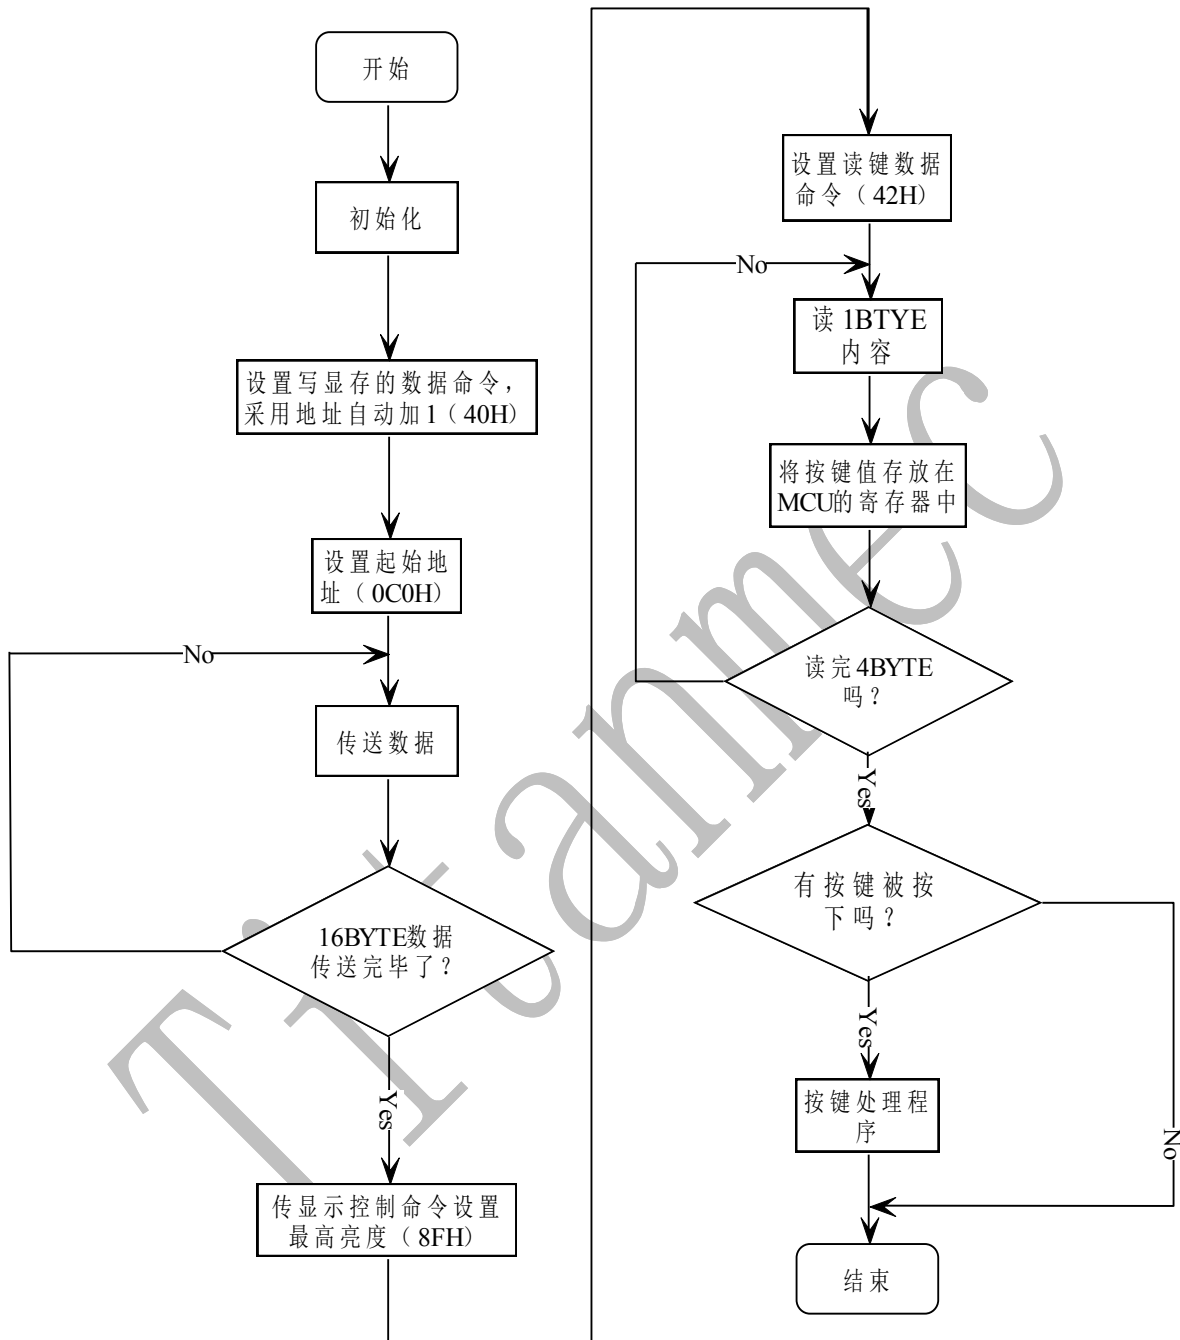 开始
初始化
设置写显存的数据命令，
采用地址自动加1（40H）
设置起始地
址（0C0H）
No
传送数据
16BYTE数据
传送完毕了？
Yes
传显示控制命令设置
最高亮度（8FH）
设置读键数据
命令（42H）
No
读1BTYE
内容
将按键值存放在
MCU的寄存器中
读完4BYTE
吗？
Yes
有按键被按
下吗？
Yes
No
按键处理程
序
结束
Titanmec